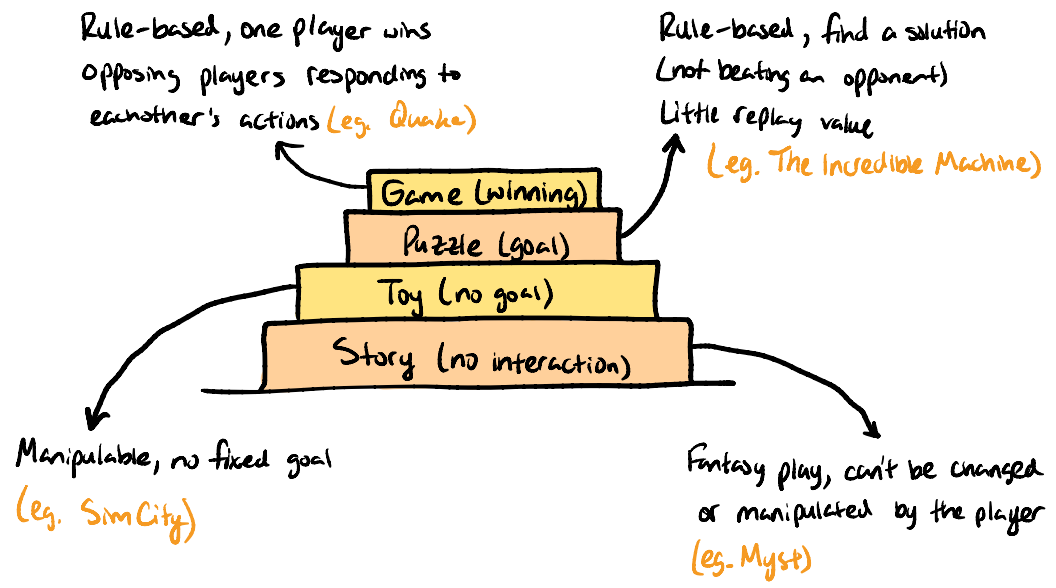 Rule-based, one player wins
opposing players responding to
eachother's actions (eg. Quake)
Rule-based, find a solution
(not beating an opponent)
Little replay value
(eg. The Incredible Machine)
Game (winning)
Puzzle (goal)
Toy (no goal)
Story (no interaction)
Manipulable, no fixed goal
(eg. SimCity)
Fantasy play, can't be changed
or manipulated by the player
(eg. Myst)